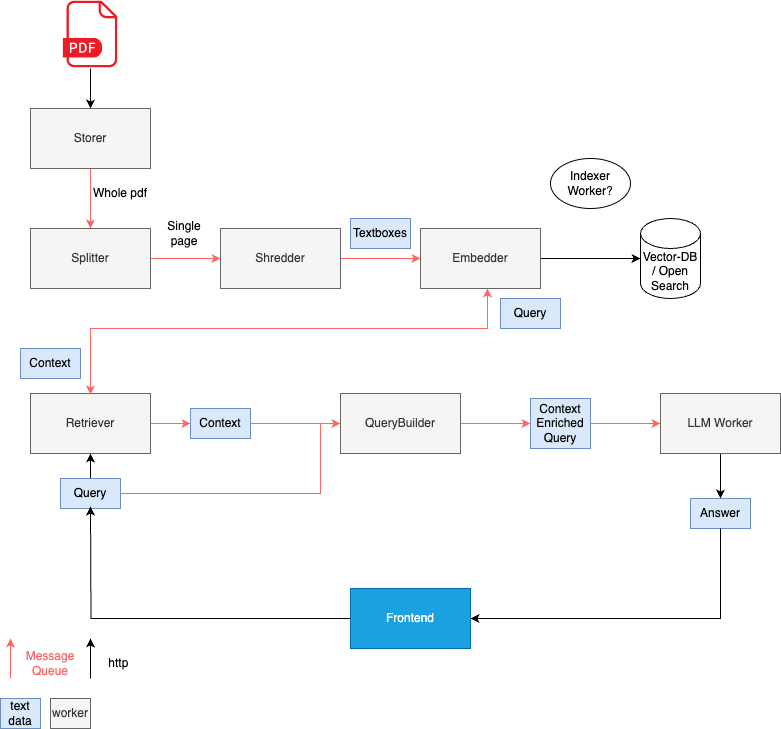 PDF
Storer
Whole pdf
Indexer
Worker?
Single
page
Textboxes
Splitter
Shredder
Embedder
Vector-DB
/ Open
Search
Query
Context
Retriever
Context
QueryBuilder
Context
Enriched
Query
LLM Worker
Query
Answer
Frontend
Message
Queue
http
text
data
worker